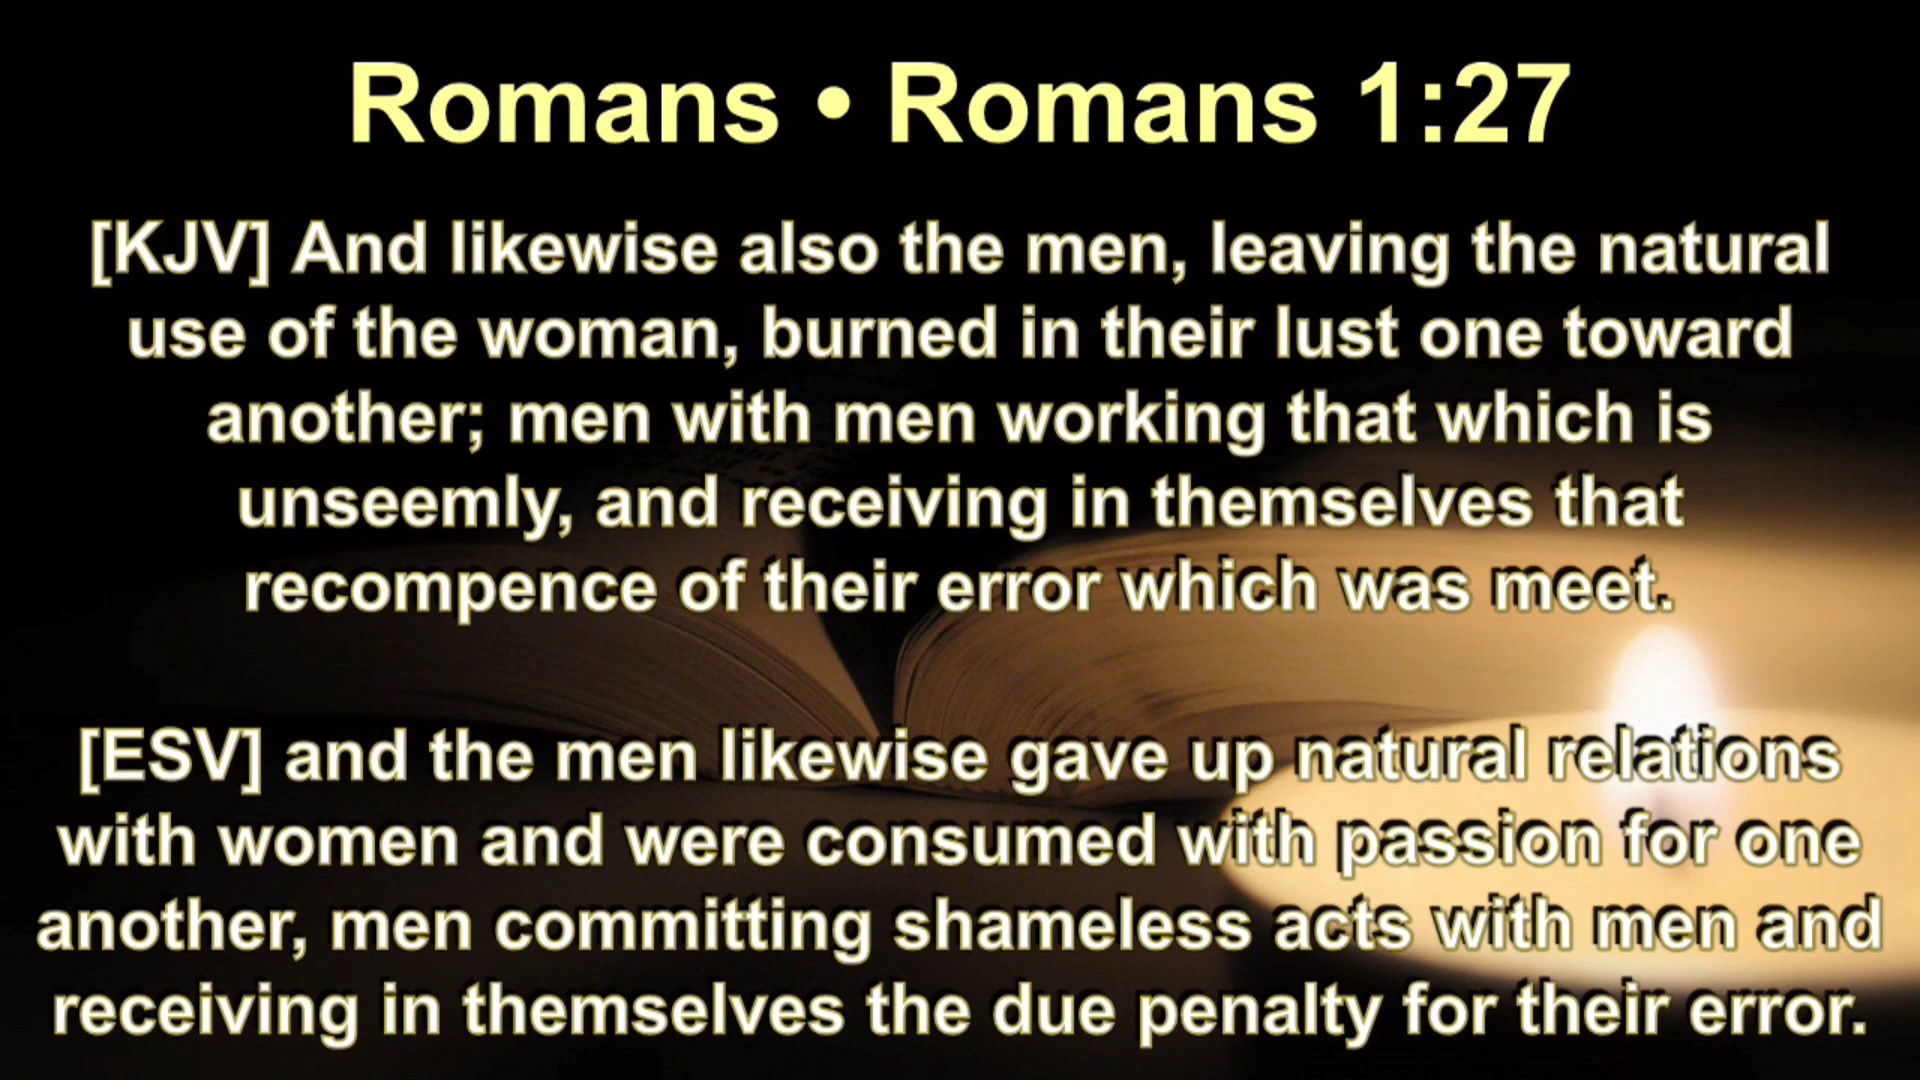 Romans • Romans 1:27
[KJV] And likewise also the men, leaving the natural
use of the woman, burned in their lust one toward
another; men with men working that which is
unseemly, and receiving in themselves that
recompence of their error which was meet.
[ESV] and the men likewise gave up natural relations
with women and were consumed with passion for one
another, men committing shameless acts with men and
receiving in themselves the due penalty for their error.